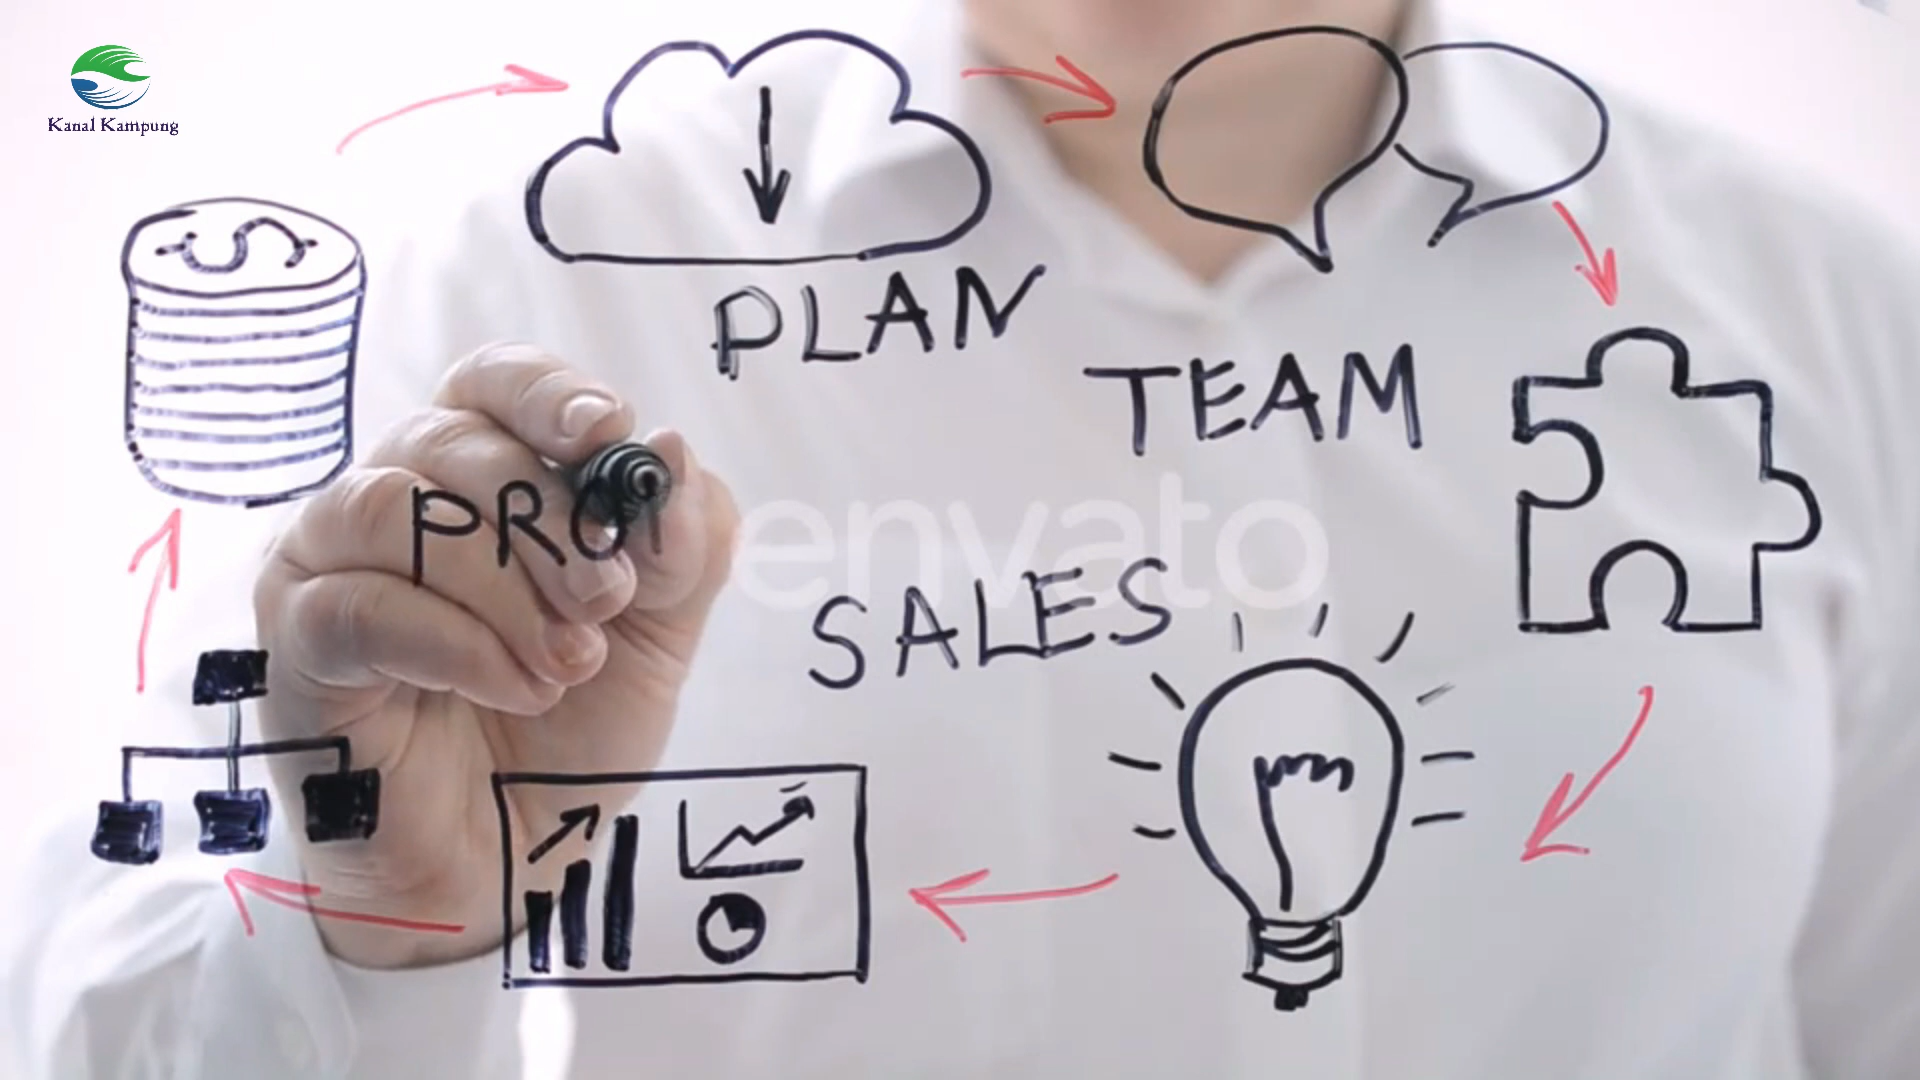 Kanal Kampung
PLAN
TEAM
PRO
envato
SALES